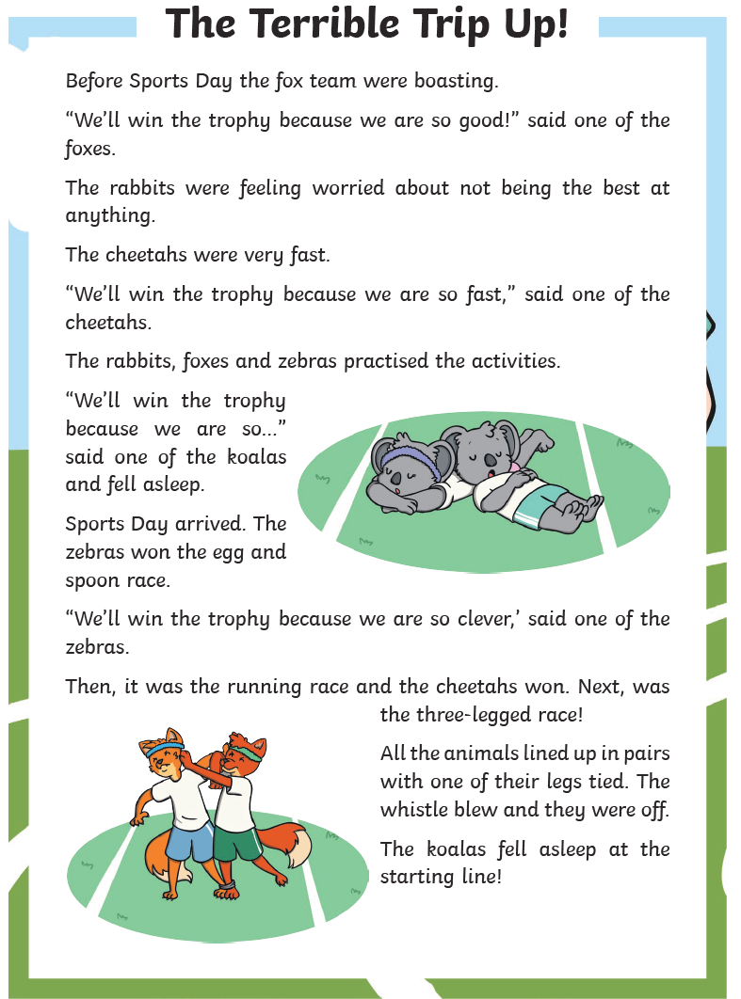 The Terrible Trip Up!
Before Sports Day the fox team were boasting.
“We’ll win the trophy because we are so good!” said one of the
foxes.
The rabbits were feeling worried about not being the best at
anything.
The cheetahs were very fast.
“We’ll win the trophy because we are so fast,” said one of the
cheetahs.
The rabbits, foxes and zebras practised the activities.
“We’ll win the trophy
because we are so...”
said one of the koalas
and fell asleep.
Sports Day arrived. The
zebras won the egg and
spoon race.
“We’ll win the trophy because we are so clever,’ said one of the
zebras.
Then, it was the running race and the cheetahs won. Next, was
the three-legged race!
All the animals lined up in pairs
with one of their legs tied. The
whistle blew and they were off.
The koalas fell asleep at the
starting line!